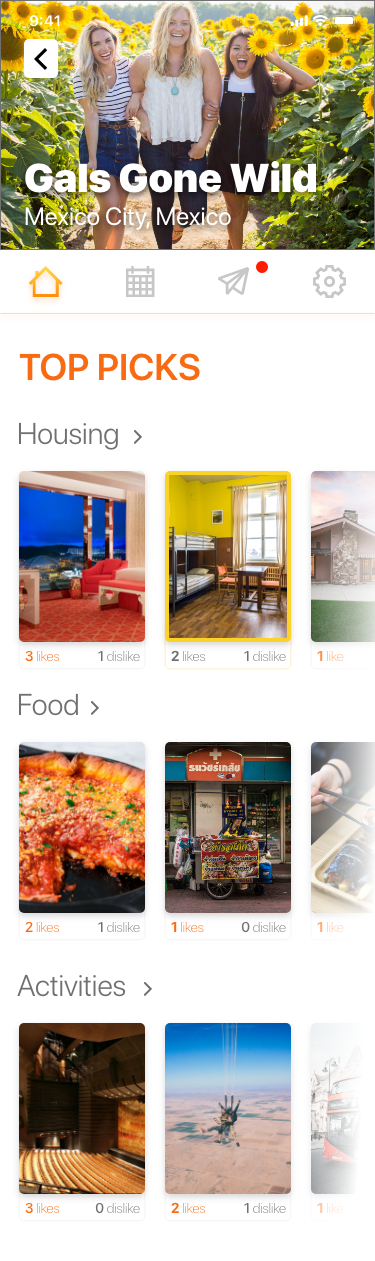 9:41
Gals Gone Wild
Mexico City, Mexico
TOP PICKS
Housing
3 likes 1 dislike
2 likes 1 dislike
1 like
Food
2 likes 1 dislike
1 likes 0 dislike
1 like
Activities
3 likes 0 dislike
2 likes 1 dislike
1 like